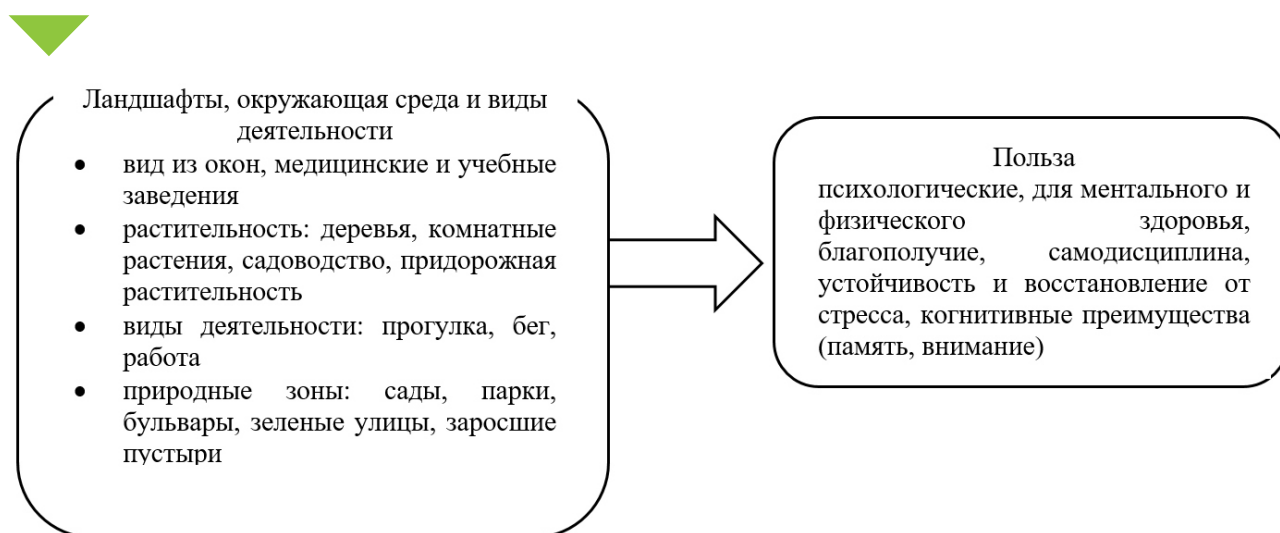 Ландшафты, окружающая среда и виды
деятельности
• вид из окон, медицинские и учебные
заведения
• растительность: деревья, комнатные
растения, садоводство, придорожная
растительность
• виды деятельности: прогулка, бег,
работа
• природные зоны: сады, парки,
бульвары, зеленые улицы, заросшие
пустыри
Польза
психологические, для ментального и
физического здоровья,
благополучие, самодисциплина,
устойчивость и восстановление от
стресса, когнитивные преимущества
(память, внимание)